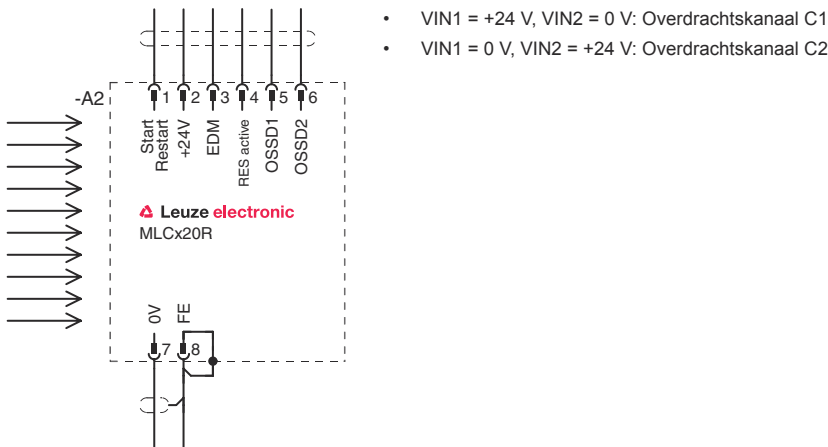 • VIN1 = +24 V, VIN2 = 0 V: Overdrachtskanaal C1
• VIN1 = 0 V, VIN2 = +24 V: Overdrachtskanaal C2
-A2
1 2 3 4 5 6
Start
Restart
+24V
EDM
RES active
OSSD1
OSSD2
Leuze electronic
MLCx20R
0V
FE
7 8